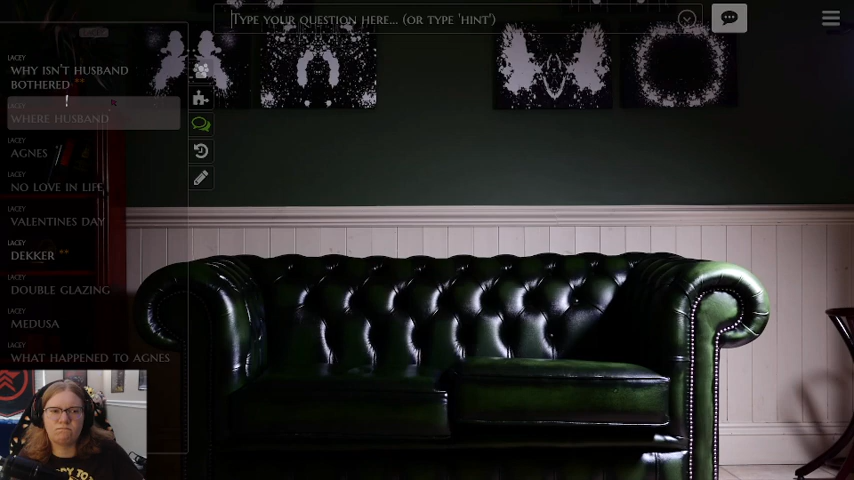 Type your question here... (or type 'hint')
LACEY
WHY ISN'T HUSBAND
BOTHERED **
LACEY
WHERE HUSBAND
LACEY
AGNES
LACEY
NO LOVE IN LIFE
LACEY
VALENTINES DAY
LACEY
DEKKER **
LACEY
DOUBLE GLAZING
LACEY
MEDUSA
LACEY
WHAT HAPPENED TO AGNES